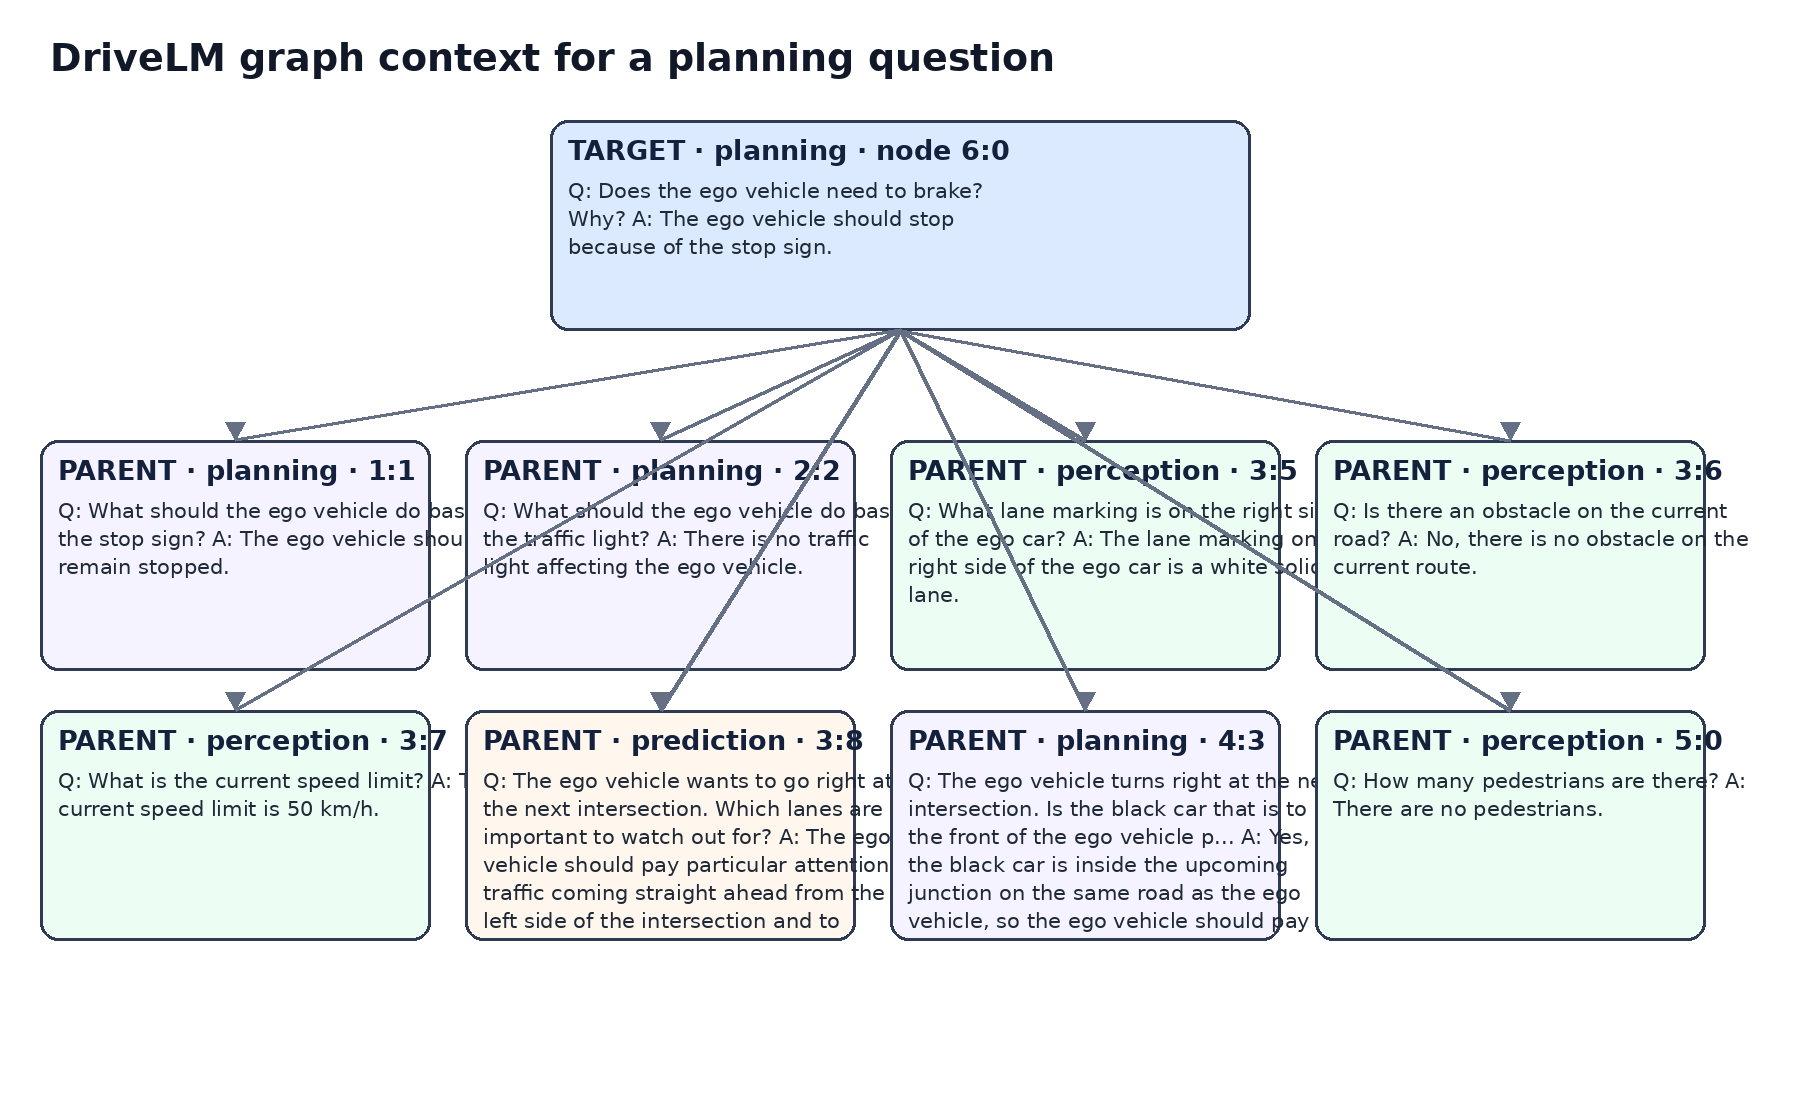 DriveLM graph context for a planning question
TARGET · planning · node 6:0
Q: Does the ego vehicle need to brake?
Why? A: The ego vehicle should stop
because of the stop sign.
PARENT · planning · 1:1
Q: What should the ego vehicle do bas
the stop sign? A: The ego vehicle shou
remain stopped.
PARENT · planning · 2:2
Q: What should the ego vehicle do bas
the traffic light? A: There is no traffic
light affecting the ego vehicle.
PARENT · perception · 3:5
Q: What lane marking is on the right si
of the ego car? A: The lane marking on
right side of the ego car is a white solid
lane.
PARENT · perception · 3:6
Q: Is there an obstacle on the current
road? A: No, there is no obstacle on the
current route.
PARENT · perception · 3:7
Q: What is the current speed limit? A: T
current speed limit is 50 km/h.
PARENT · prediction · 3:8
Q: The ego vehicle wants to go right at
the next intersection. Which lanes are
important to watch out for? A: The ego
vehicle should pay particular attention
traffic coming straight ahead from the
left side of the intersection and to
PARENT · planning · 4:3
Q: The ego vehicle turns right at the ne
intersection. Is the black car that is to
the front of the ego vehicle p... A: Yes,
the black car is inside the upcoming
junction on the same road as the ego
vehicle, so the ego vehicle should pay
PARENT · perception · 5:0
Q: How many pedestrians are there? A:
There are no pedestrians.